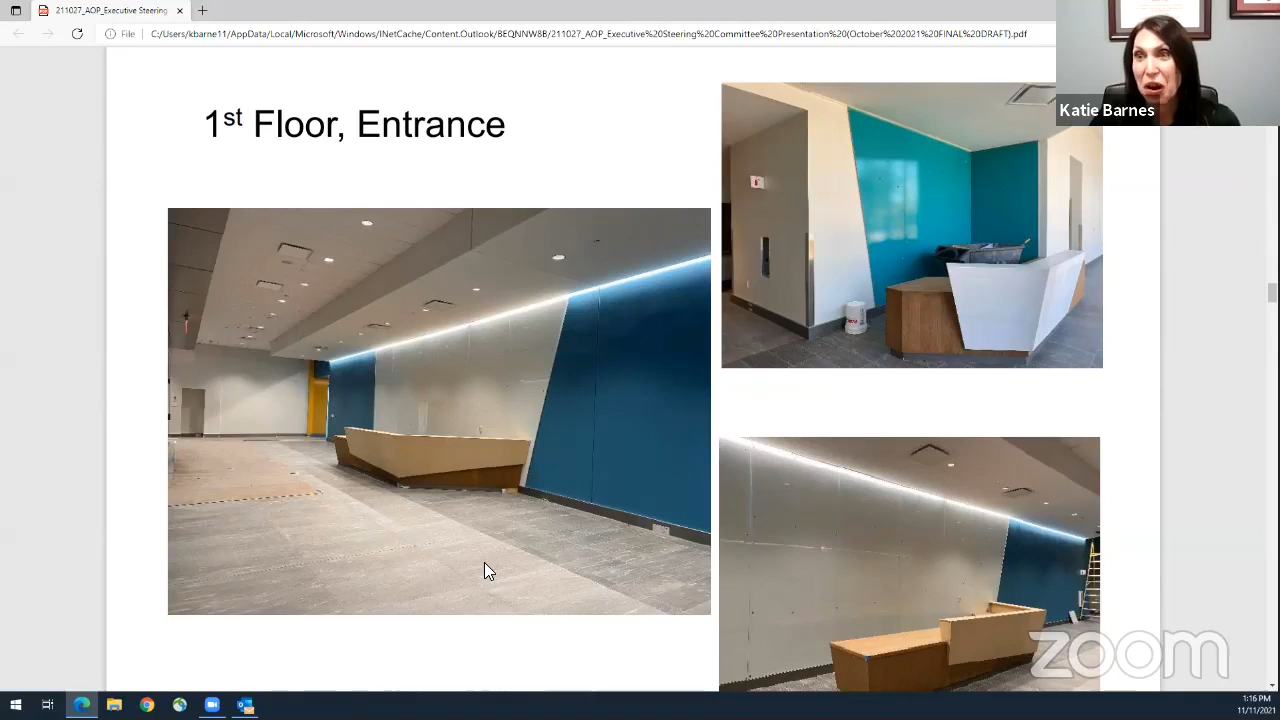 211027_AOP_Executive Steering
File
C:/Users/kbarne11/AppData/Local/Microsoft/Windows/INetCache/Content.Outlook/BEQNNW8B/211027_AOP_Executive%20Steering%20Committee%20Presentation%20(October%202021%20FINAL%20DRAFT).pdf
Katie Barnes
1st Floor, Entrance
zoom
1:16 PM
11/11/2021